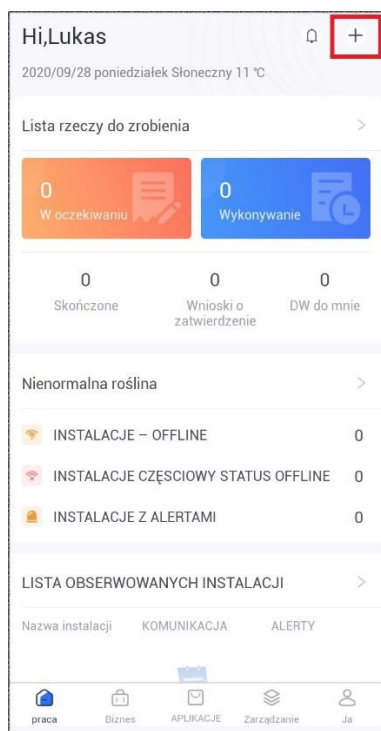 Hi,Lukas
2020/09/28 poniedziałek Słoneczny 11 ℃
Lista rzeczy do zrobienia
0
W oczekiwaniu
0
Wykonywanie
0 0 0
Skończone Wnioski o zatwierdzenie DW do mnie
Nienormalna roślina
INSTALACJE – OFFLINE 0
INSTALACJE CZĘSCIOWY STATUS OFFLINE 0
INSTALACJE Z ALERTAMI 0
LISTA OBSERWOWANYCH INSTALACJI
Nazwa instalacji KOMUNIKACJA ALERTY
praca Biznes APLIKACJE Zarządzanie Ja